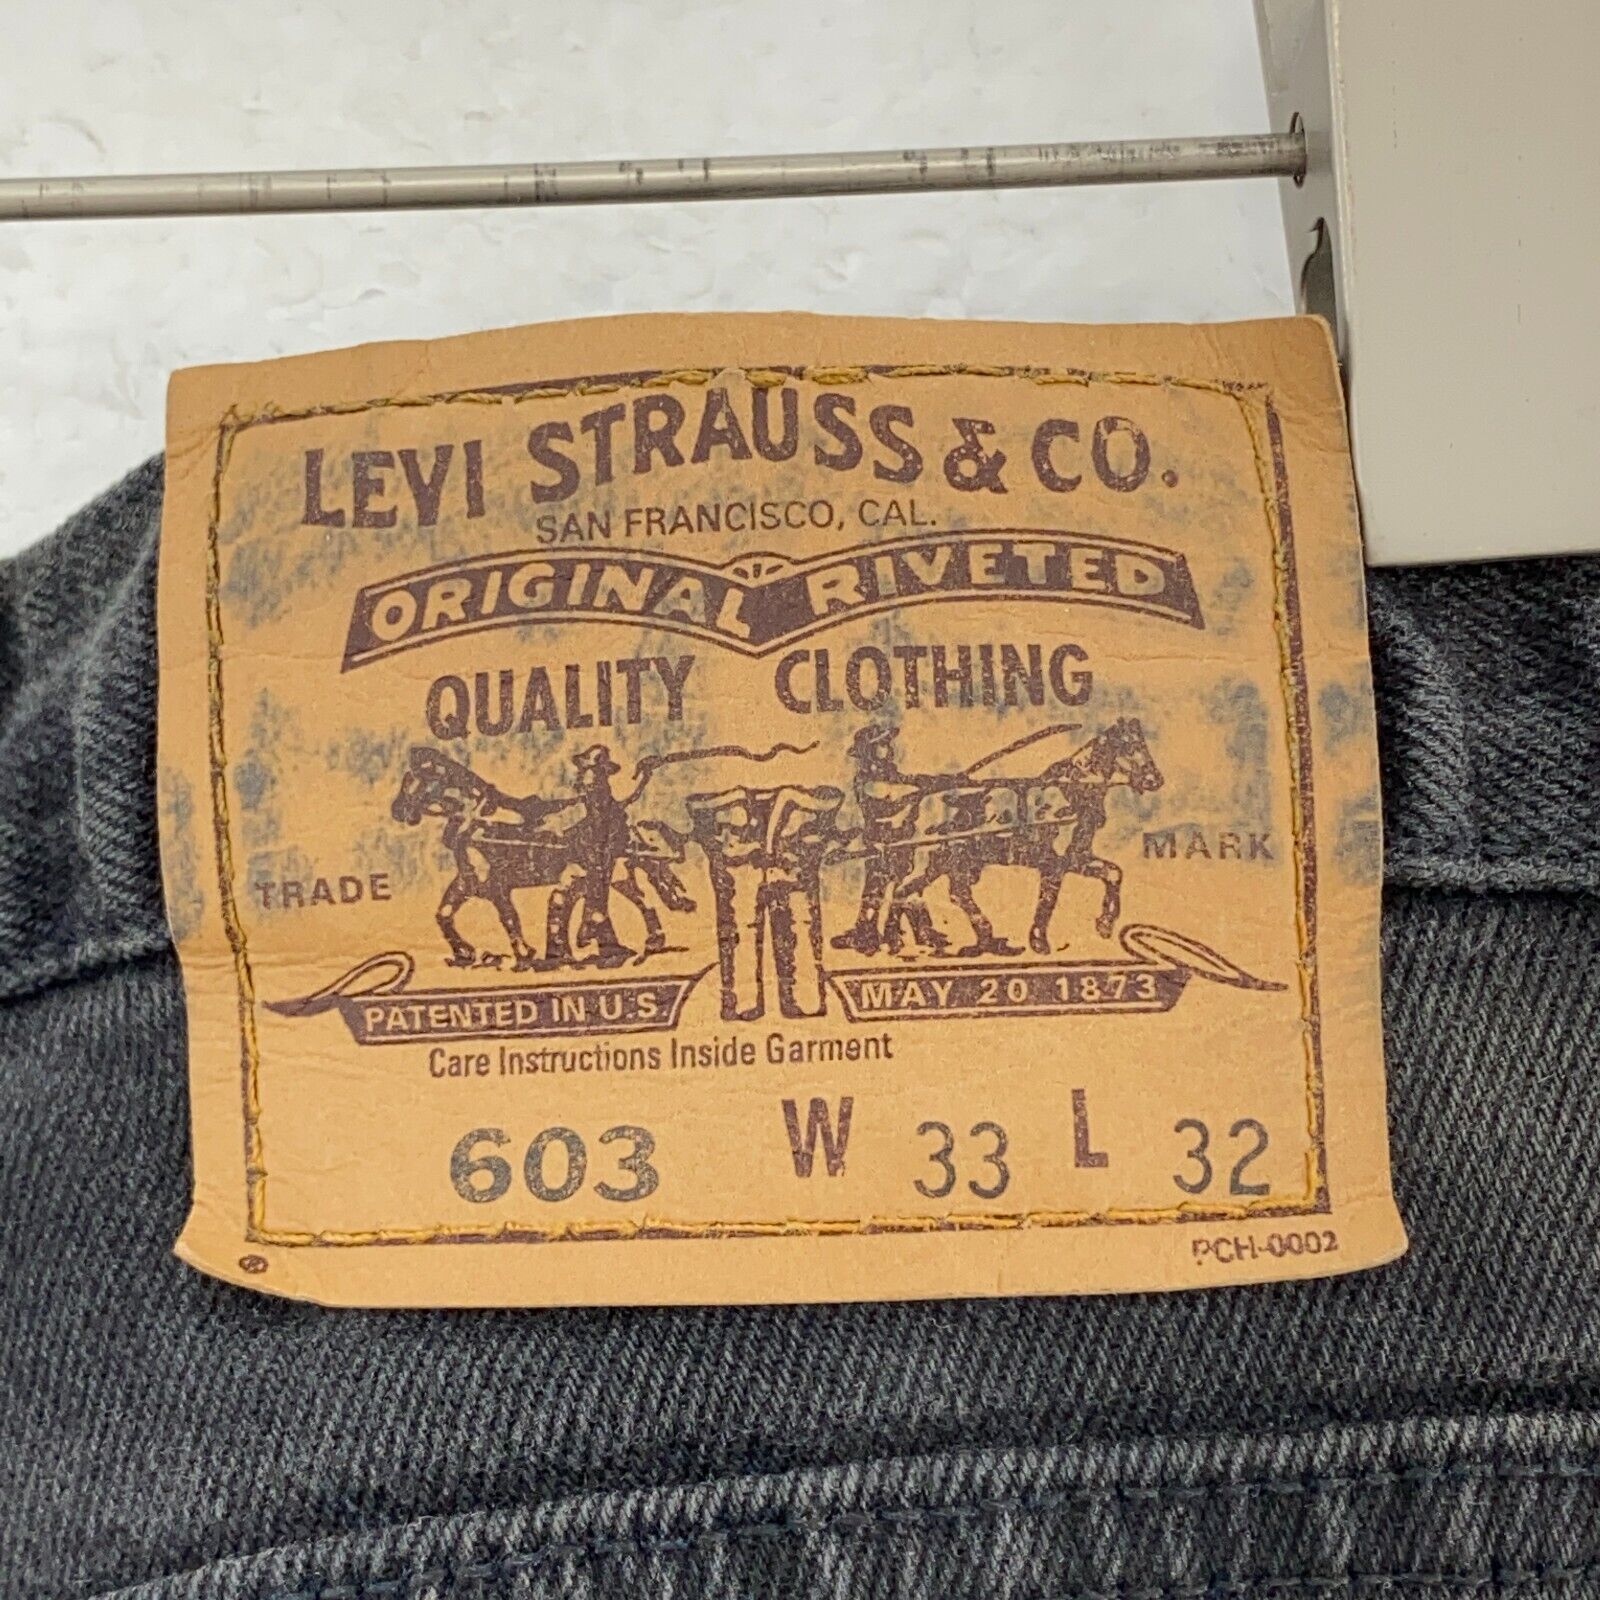 LEVI STRAUSS & CO.
SAN FRANCISCO, CAL.
ORIGINAL RIVETED
QUALITY CLOTHING
TRADE MARK
PATENTED IN U.S. MAY 20 1873
Care Instructions Inside Garment
603 W 33 L 32
® PCH-0002